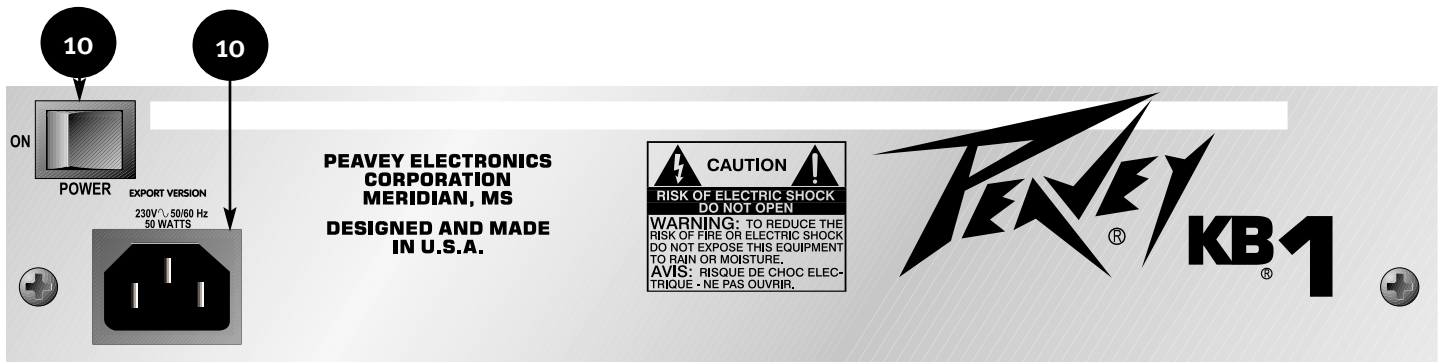 10
10
ON
POWER
EXPORT VERSION
230V∿ 50/60 Hz
50 WATTS
PEAVEY ELECTRONICS
CORPORATION
MERIDIAN, MS
DESIGNED AND MADE
IN U.S.A.
CAUTION
RISK OF ELECTRIC SHOCK
DO NOT OPEN
WARNING: TO REDUCE THE
RISK OF FIRE OR ELECTRIC SHOCK
DO NOT EXPOSE THIS EQUIPMENT
TO RAIN OR MOISTURE.
AVIS: RISQUE DE CHOC ELEC-
TRIQUE - NE PAS OUVRIR.
PEAVEY®
KB®1